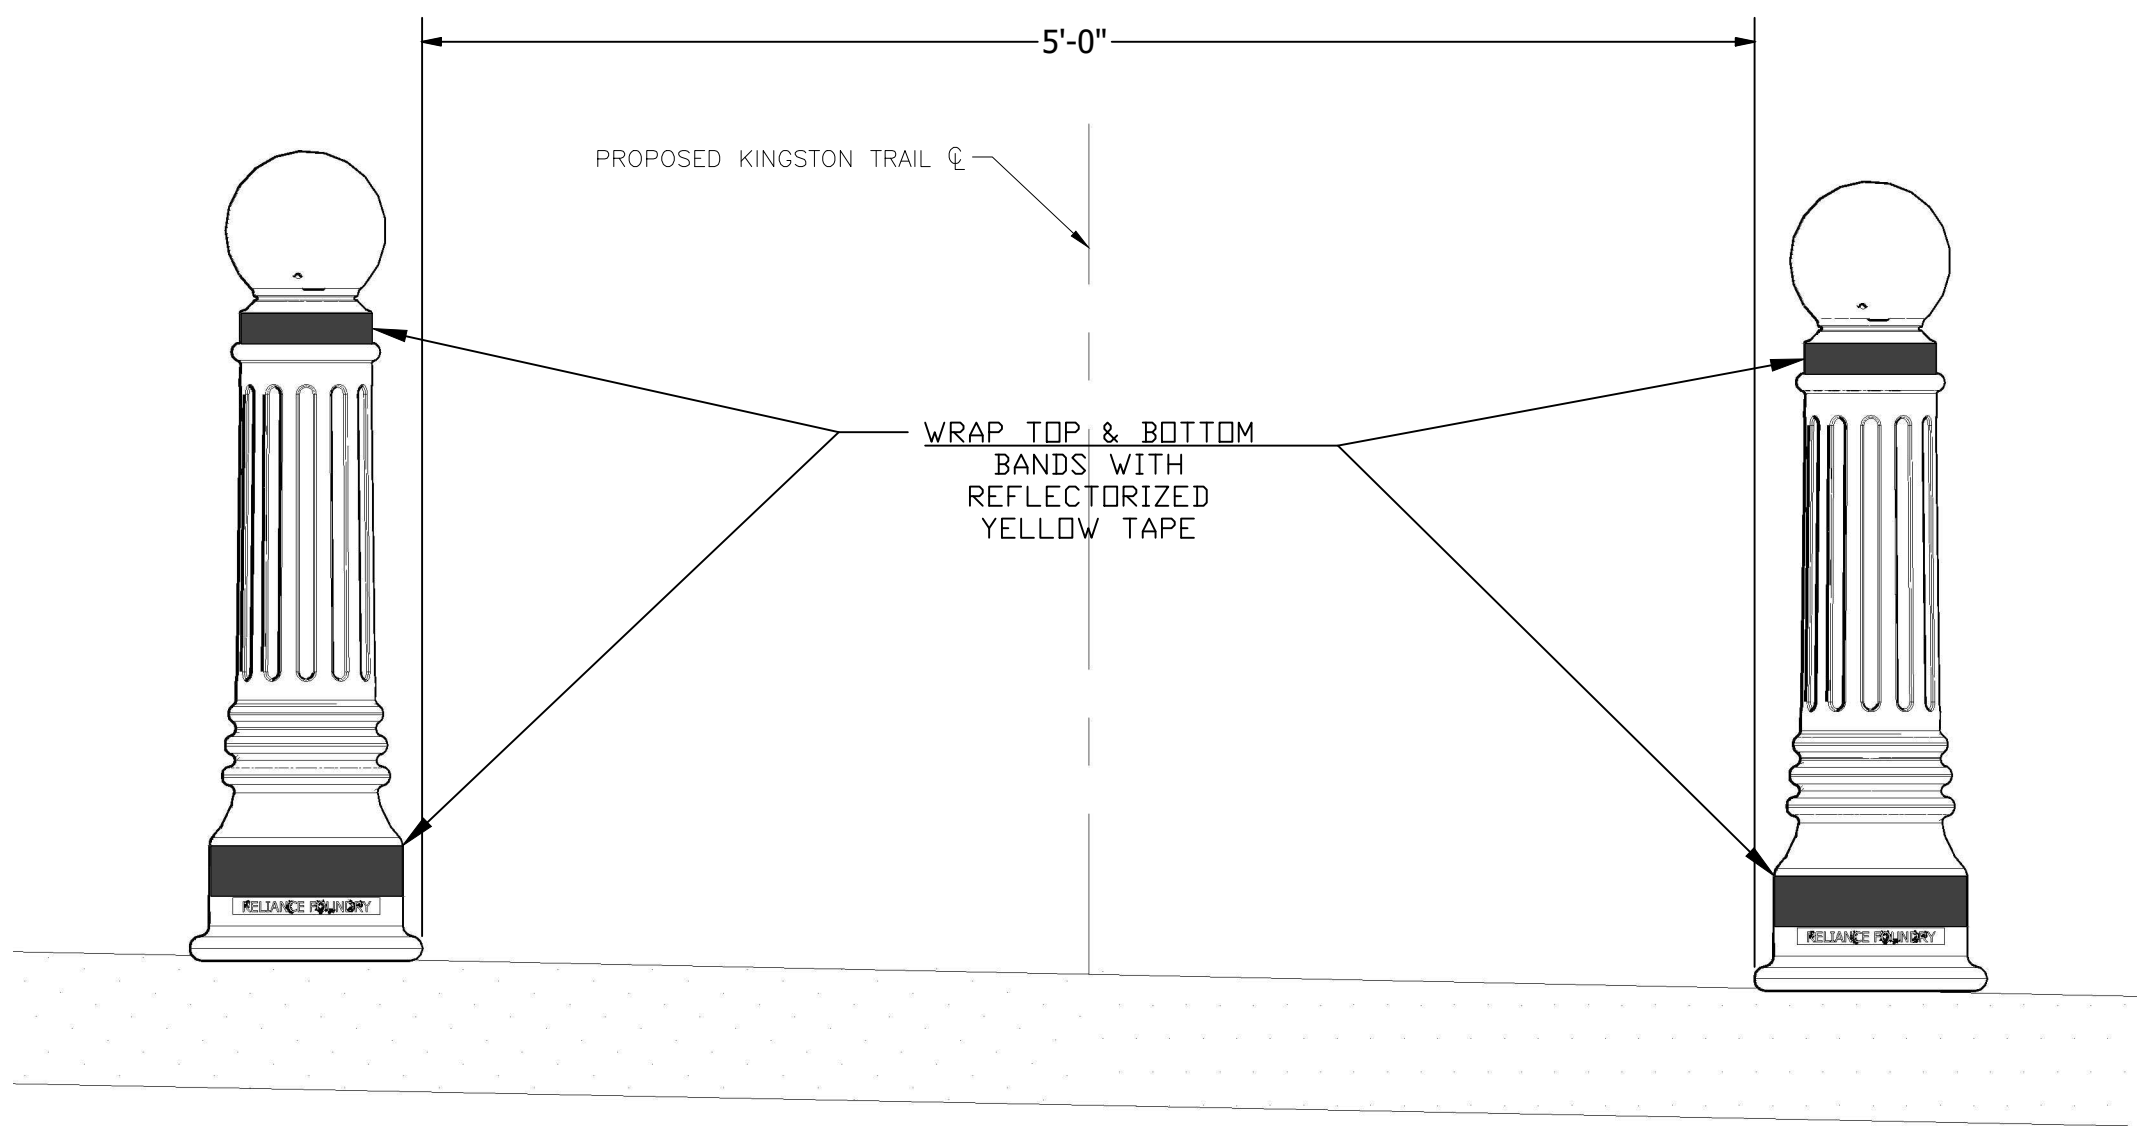 5'-0"
PROPOSED KINGSTON TRAIL ℄
WRAP TOP & BOTTOM
BANDS WITH
REFLECTORIZED
YELLOW TAPE
RELIANCE FOUNDRY
RELIANCE FOUNDRY